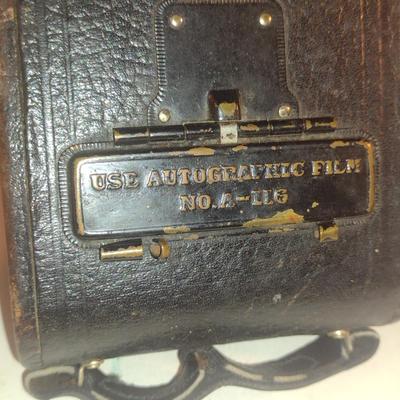 USE AUTOGRAPHIC FILM
NO. A-116